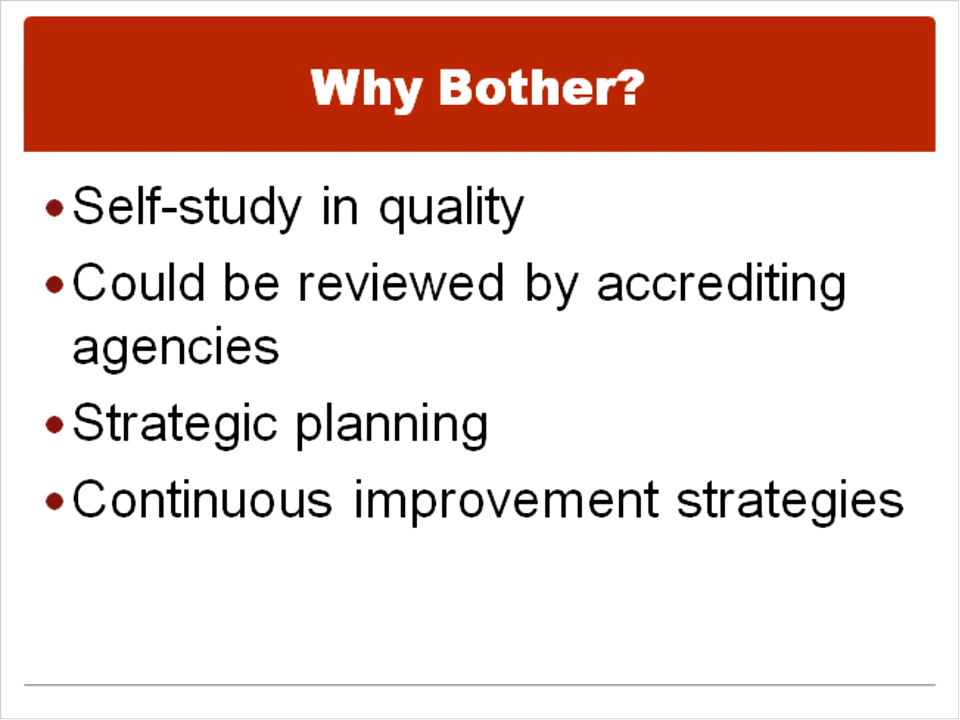 Why Bother?
• Self-study in quality
• Could be reviewed by accrediting
agencies
• Strategic planning
• Continuous improvement strategies